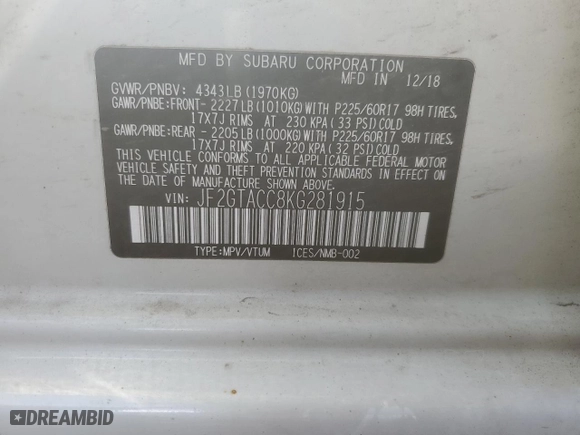 MFD BY SUBARU CORPORATION
MFD IN 12/18
GVWR/PNBV: 4343LB(1970KG)
GAWR/PNBE:FRONT- 2227LB(1010KG)WITH P225/60R17 98H TIRES,
17X7J RIMS AT 230 KPA( 33 PSI)COLD
GAWR/PNBE:REAR - 2205LB(1000KG)WITH P225/60R17 98H TIRES,
17X7J RIMS AT 220 KPA( 32 PSI)COLD
THIS VEHICLE CONFORMS TO ALL APPLICABLE FEDERAL MOTOR
VEHICLE SAFETY AND THEFT PREVENTION STANDARDS IN EFFECT
ON THE DATE OF MANUFACTURE SHOWN ABOVE.
VIN: JF2GTACC8KG281915
TYPE:MPV/VTUM ICES/NMB-002
DREAMBID